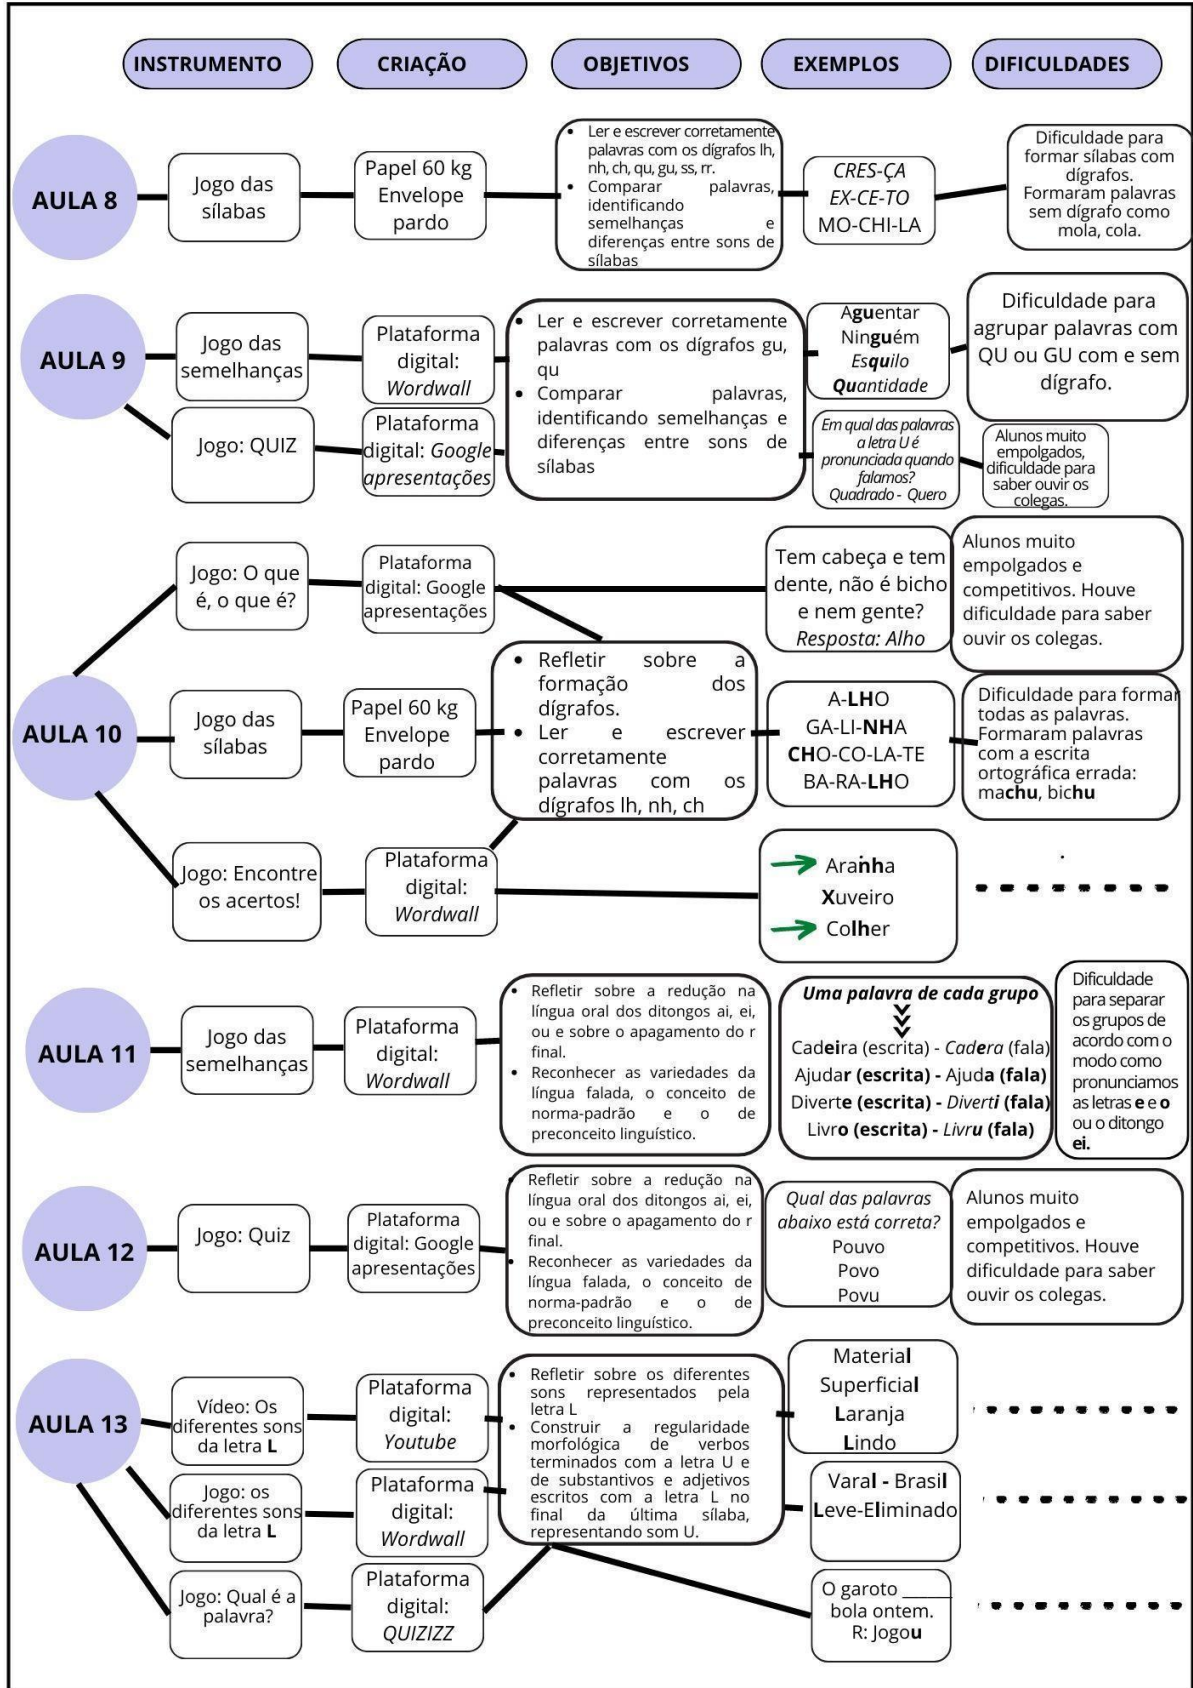 INSTRUMENTO
CRIAÇÃO
OBJETIVOS
EXEMPLOS
DIFICULDADES
AULA 8
Jogo das
sílabas
Papel 60 kg
Envelope
pardo
• Ler e escrever corretamente
palavras com os dígrafos lh,
nh, ch, qu, gu, ss, rr.
• Comparar palavras,
identificando
semelhanças e
diferenças entre sons de
sílabas
CRES-ÇA
EX-CE-TO
MO-CHI-LA
Dificuldade para
formar sílabas com
dígrafos.
Formaram palavras
sem dígrafo como
mola, cola.
AULA 9
Jogo das
semelhanças
Plataforma
digital:
Wordwall
Jogo: QUIZ
Plataforma
digital: Google
apresentações
• Ler e escrever corretamente
palavras com os dígrafos gu,
qu
• Comparar palavras,
identificando semelhanças e
diferenças entre sons de
sílabas
Aguentar
Ninguém
Esquilo
Quantidade
Dificuldade para
agrupar palavras com
QU ou GU com e sem
dígrafo.
Em qual das palavras
a letra U é
pronunciada quando
falamos?
Quadrado - Quero
Alunos muito
empolgados,
dificuldade para
saber ouvir os
colegas.
AULA 10
Jogo: O que
é, o que é?
Plataforma
digital: Google
apresentações
Tem cabeça e tem
dente, não é bicho
e nem gente?
Resposta: Alho
Alunos muito
empolgados e
competitivos. Houve
dificuldade para saber
ouvir os colegas.
Jogo das
sílabas
Papel 60 kg
Envelope
pardo
• Refletir sobre a
formação dos
dígrafos.
• Ler e escrever
corretamente
palavras com os
dígrafos lh, nh, ch
A-LHO
GA-LI-NHA
CHO-CO-LA-TE
BA-RA-LHO
Dificuldade para formar
todas as palavras.
Formaram palavras
com a escrita
ortográfica errada:
machu, bichu
Jogo: Encontre
os acertos!
Plataforma
digital:
Wordwall
Aranha
Xuveiro
Colher
AULA 11
Jogo das
semelhanças
Plataforma
digital:
Wordwall
• Refletir sobre a redução na
língua oral dos ditongos ai, ei,
ou e sobre o apagamento do r
final.
• Reconhecer as variedades da
língua falada, o conceito de
norma-padrão e o de
preconceito linguístico.
Uma palavra de cada grupo
Cadeira (escrita) - Cadera (fala)
Ajudar (escrita) - Ajuda (fala)
Diverte (escrita) - Diverti (fala)
Livro (escrita) - Livru (fala)
Dificuldade
para separar
os grupos de
acordo com o
modo como
pronunciamos
as letras e e o
ou o ditongo
ei.
AULA 12
Jogo: Quiz
Plataforma
digital: Google
apresentações
• Refletir sobre a redução na
língua oral dos ditongos ai, ei,
ou e sobre o apagamento do r
final.
• Reconhecer as variedades da
língua falada, o conceito de
norma-padrão e o de
preconceito linguístico.
Qual das palavras
abaixo está correta?
Pouvo
Povo
Povu
Alunos muito
empolgados e
competitivos. Houve
dificuldade para saber
ouvir os colegas.
AULA 13
Vídeo: Os
diferentes sons
da letra L
Plataforma
digital:
Youtube
Jogo: os
diferentes sons
da letra L
Plataforma
digital:
Wordwall
Jogo: Qual é a
palavra?
Plataforma
digital:
QUIZIZZ
• Refletir sobre os diferentes
sons representados pela
letra L
• Construir a regularidade
morfológica de verbos
terminados com a letra U e
de substantivos e adjetivos
escritos com a letra L no
final da última sílaba,
representando som U.
Material
Superficial
Laranja
Lindo
Varal - Brasil
Leve-Eliminado
O garoto _____
bola ontem.
R: Jogou